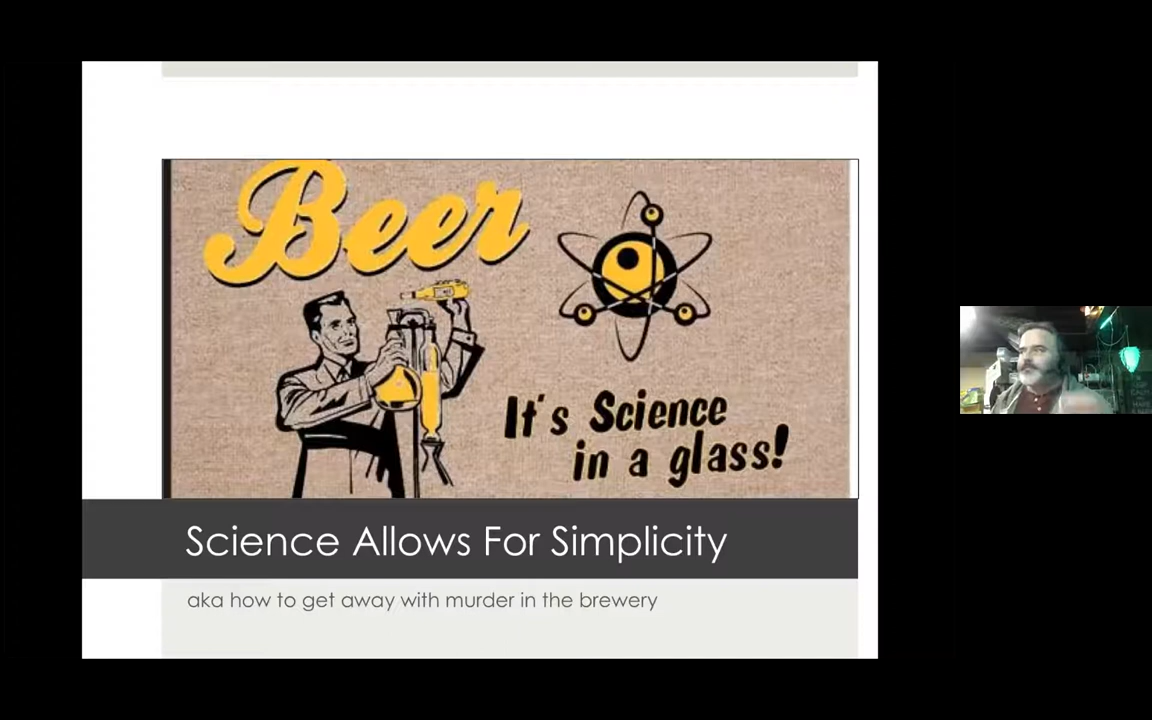 Beer
It's Science
in a glass!
Science Allows For Simplicity
aka how to get away with murder in the brewery